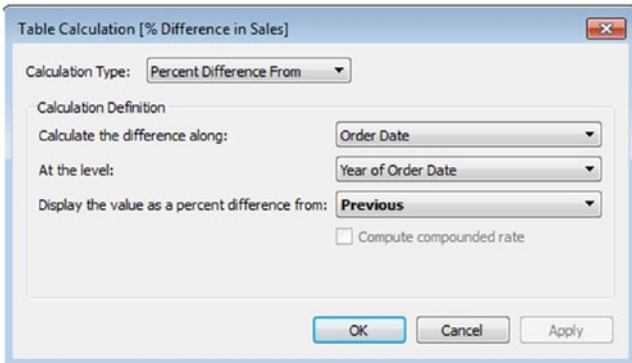 Table Calculation [% Difference in Sales]
Calculation Type: Percent Difference From
Calculation Definition
Calculate the difference along: Order Date
At the level: Year of Order Date
Display the value as a percent difference from: Previous
Compute compounded rate
OK Cancel Apply